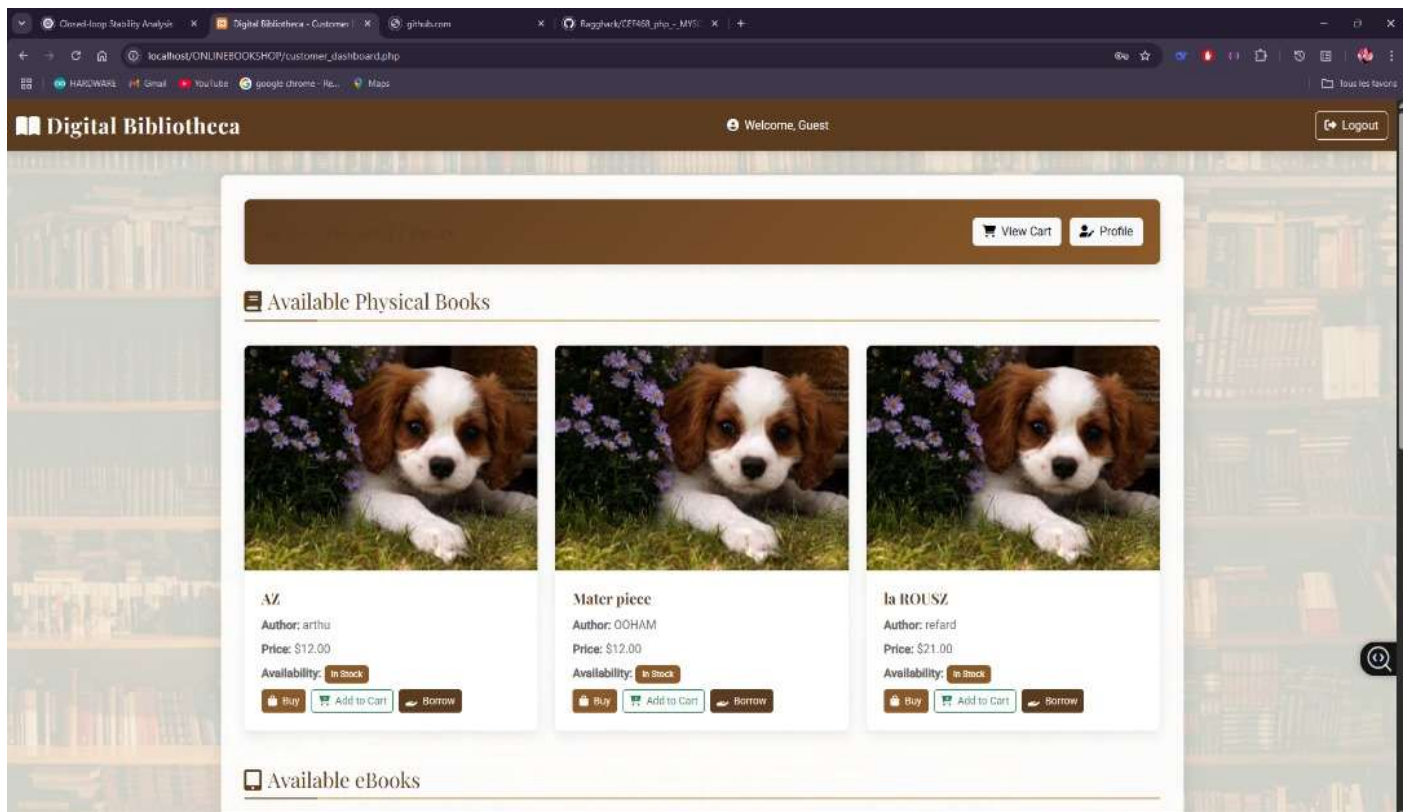 Closed-loop Stability Analysis
Digital Bibliotheca - Customer
github.com
localhost/ONLINEBOOKSHOP/customer_dashboard.php
HARDWARE Gmail YouTube google chrome - Re... Maps
Tous les favoris
Digital Bibliotheca
Welcome, Guest
Logout
View Cart
Profile
Available Physical Books
AZ
Author: arthu
Price: $12.00
Availability: In Stock
Buy Add to Cart Borrow
Mater piece
Author: OOHAM
Price: $12.00
Availability: In Stock
Buy Add to Cart Borrow
la ROUSZ
Author: refard
Price: $21.00
Availability: In Stock
Buy Add to Cart Borrow
Available eBooks